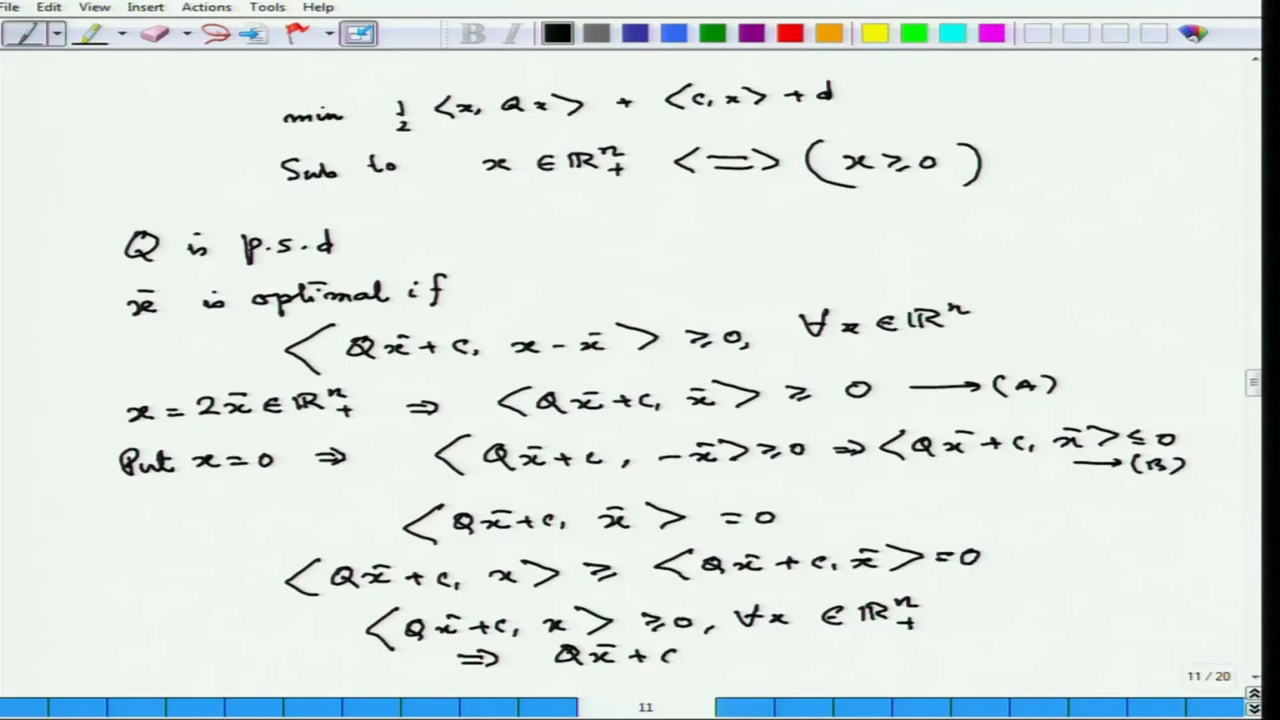 File Edit View Insert Actions Tools Help
B I
min 1/2 <x, Qx> + <c, x> + d
Sub to x ∈ ℝⁿ₊ <=> (x ≥ 0)
Q is p.s.d
x̄ is optimal if
<Qx̄ + c, x - x̄> ≥ 0, ∀ x ∈ ℝⁿ
x = 2x̄ ∈ ℝⁿ₊ ⇒ <Qx̄ + c, x̄> ≥ 0 → (A)
Put x = 0 ⇒ <Qx̄ + c, -x̄> ≥ 0 ⇒ <Qx̄ + c, x̄> ≤ 0
→ (B)
<Qx̄ + c, x̄> = 0
<Qx̄ + c, x> ≥ <Qx̄ + c, x̄> = 0
<Qx̄ + c, x> ≥ 0, ∀x ∈ ℝⁿ₊
⇒ Qx̄ + c
11 / 20
11